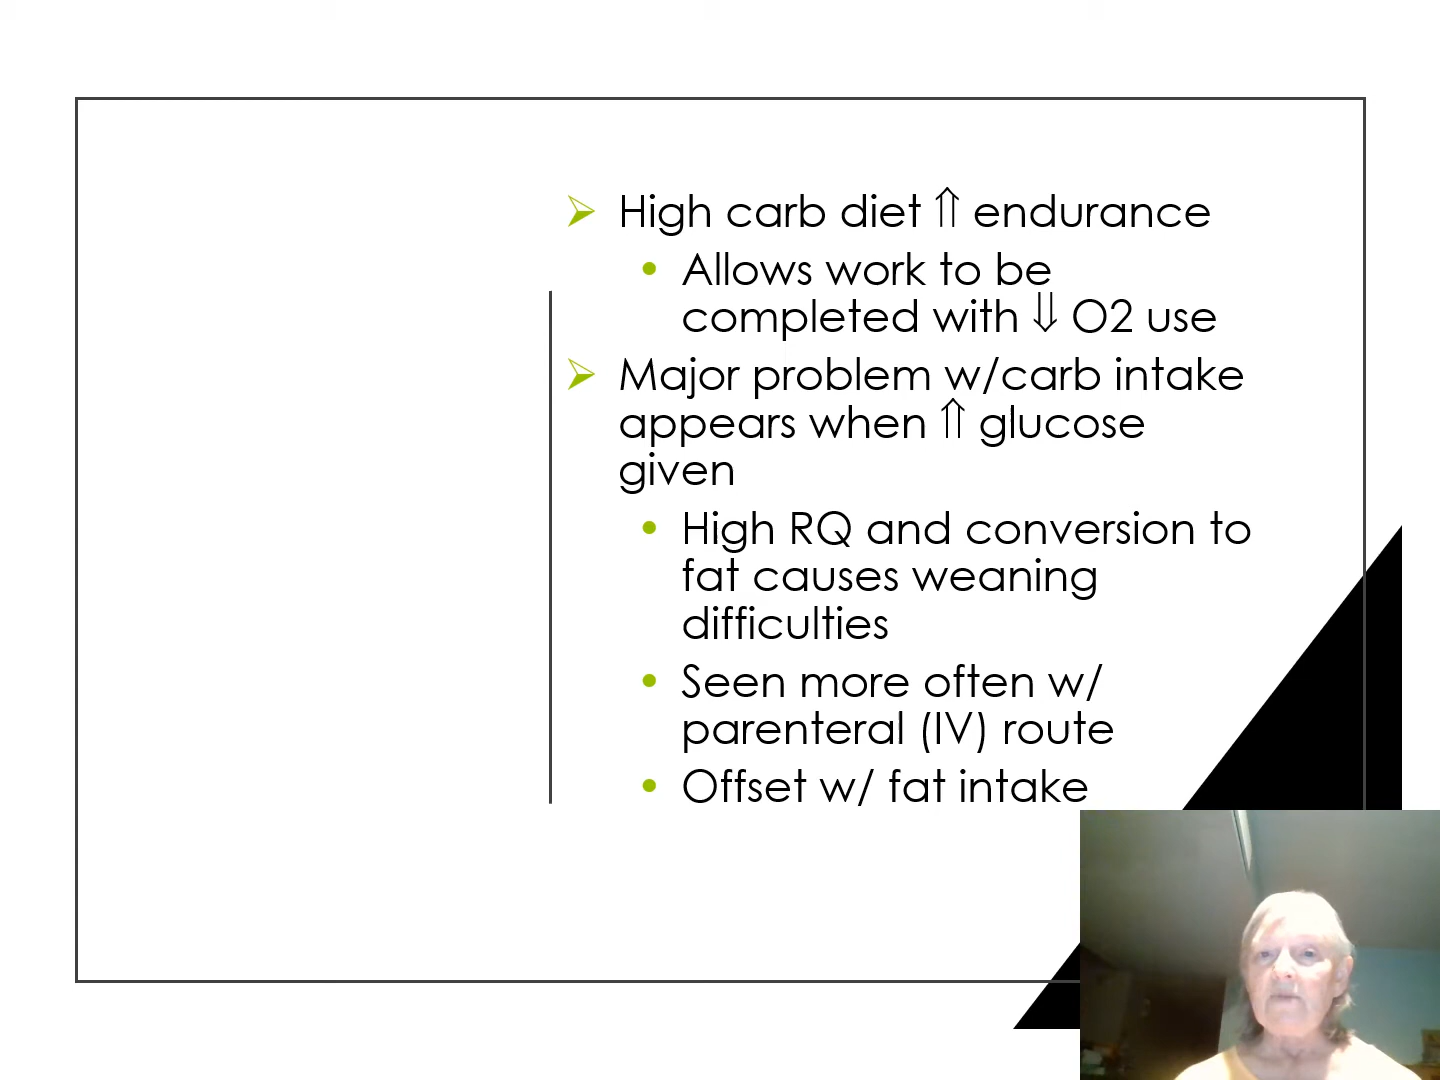 High carb diet ⇑ endurance
Allows work to be
completed with ⇓ O2 use
Major problem w/carb intake
appears when ⇑ glucose
given
High RQ and conversion to
fat causes weaning
difficulties
Seen more often w/
parenteral (IV) route
Offset w/ fat intake